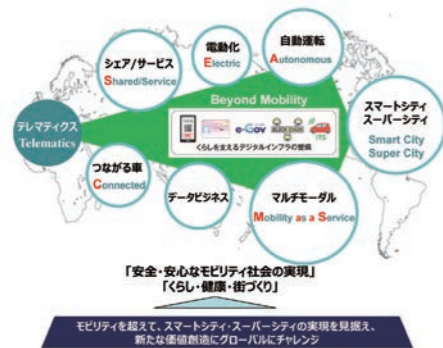 電動化
Electric
自動運転
Autonomous
シェア/サービス
Shared/Service
Beyond Mobility
スマートシティ
スーパーシティ
Smart City
Super City
テレマティクス
Telematics
e-Gov
ITS
くらしを支えるデジタルインフラの整備
つながる車
Connected
データビジネス
マルチモーダル
Mobility as a Service
「安全・安心なモビリティ社会の実現」
「くらし・健康・街づくり」
モビリティを超えて、スマートシティ・スーパーシティの実現を見据え、
新たな価値創造にグローバルにチャレンジ